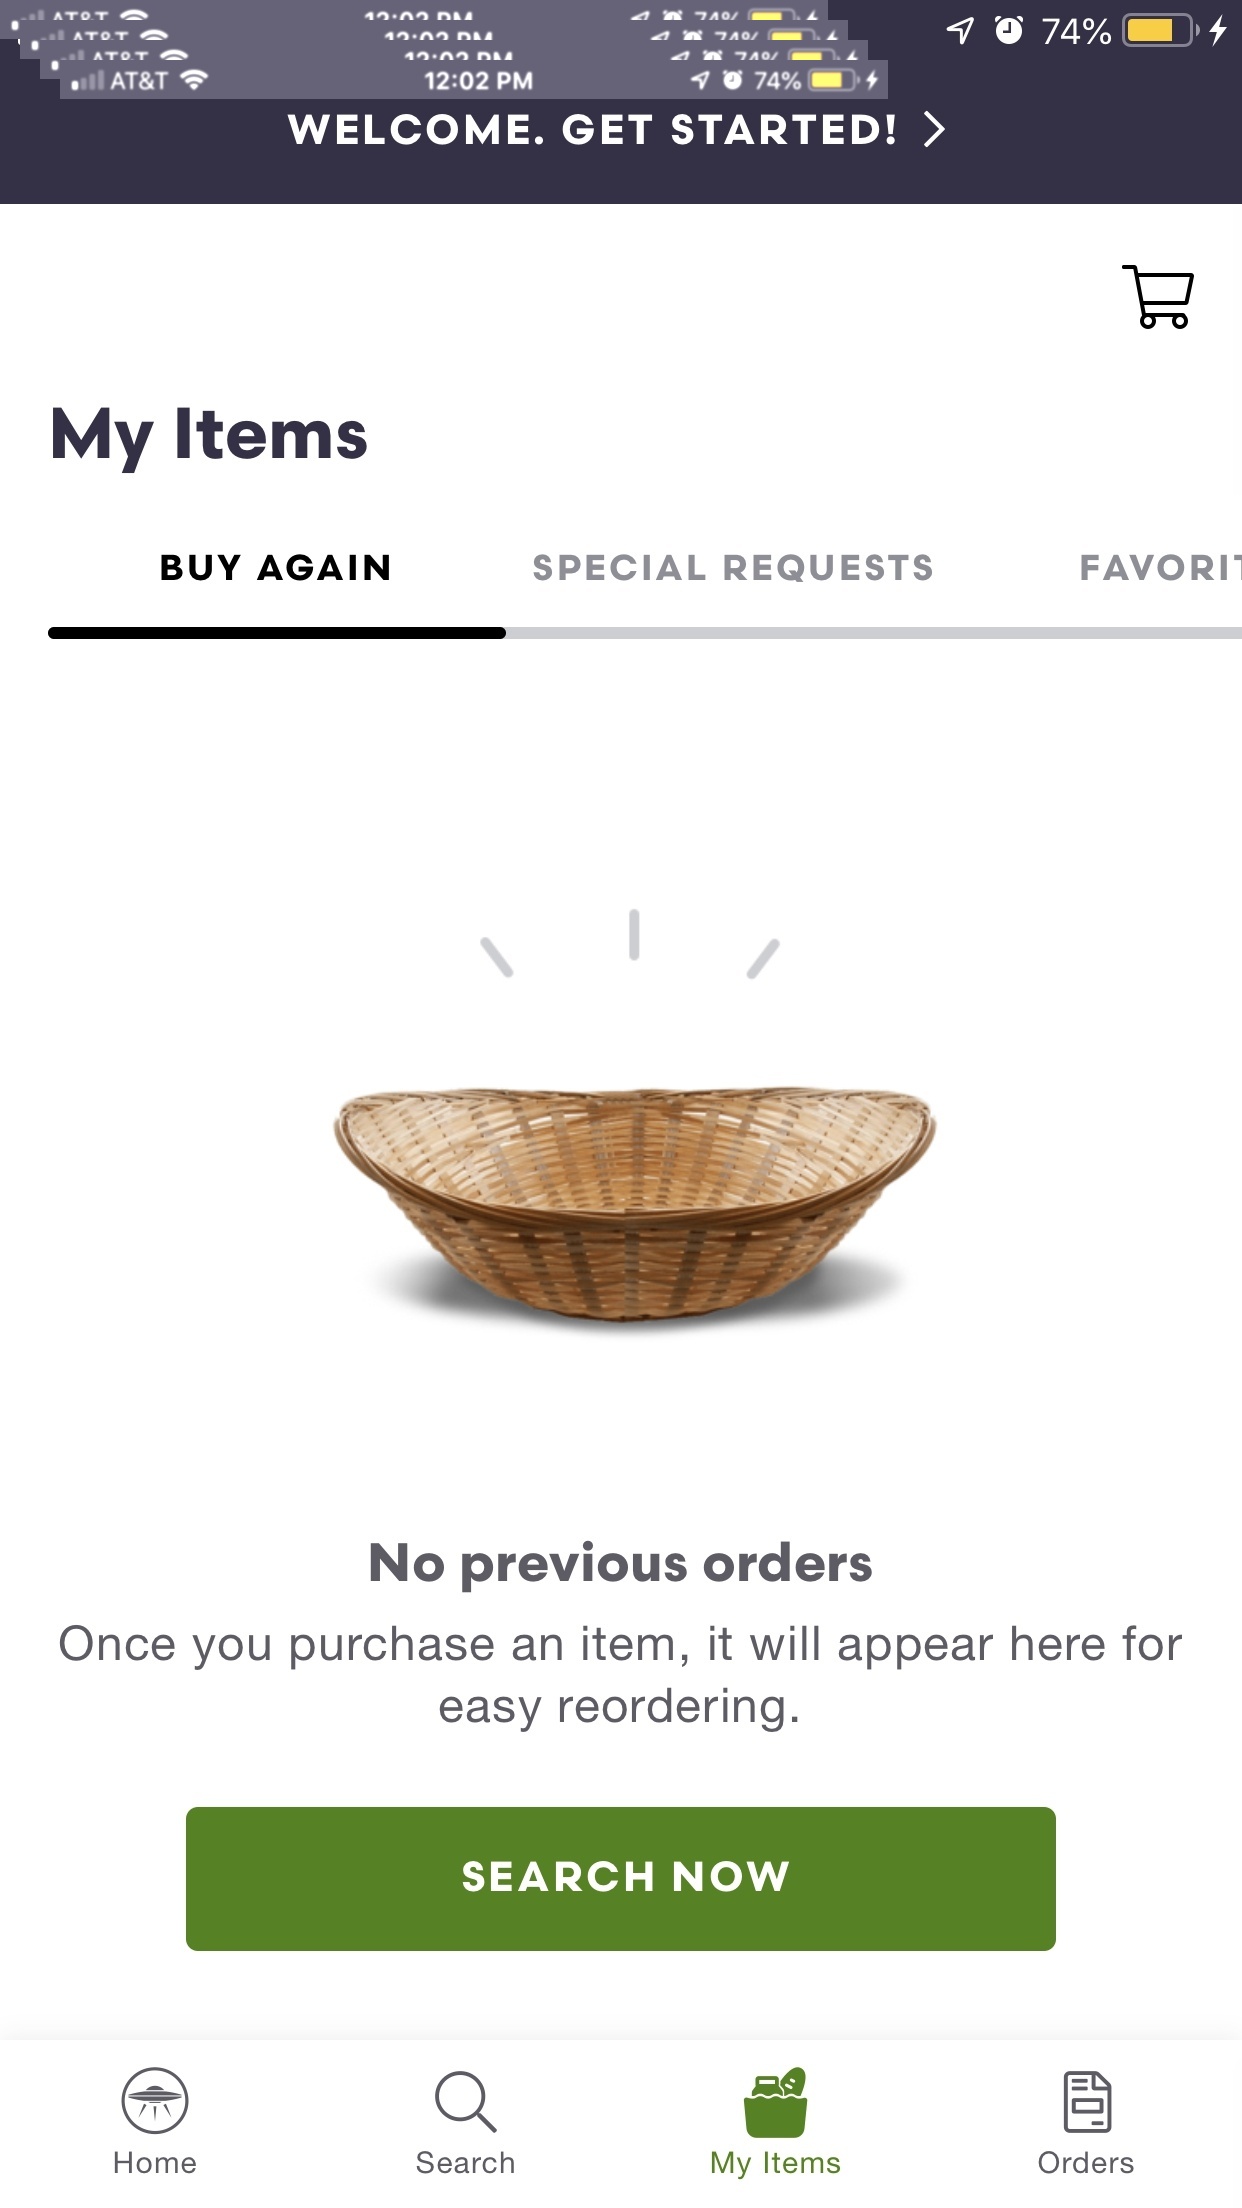 AT&T 12:02 PM 74%
AT&T 12:02 PM 74%
AT&T 12:02 PM 74%
AT&T 12:02 PM 74%
74%
WELCOME. GET STARTED!
My Items
BUY AGAIN SPECIAL REQUESTS FAVORIT
No previous orders
Once you purchase an item, it will appear here for
easy reordering.
SEARCH NOW
Home Search My Items Orders